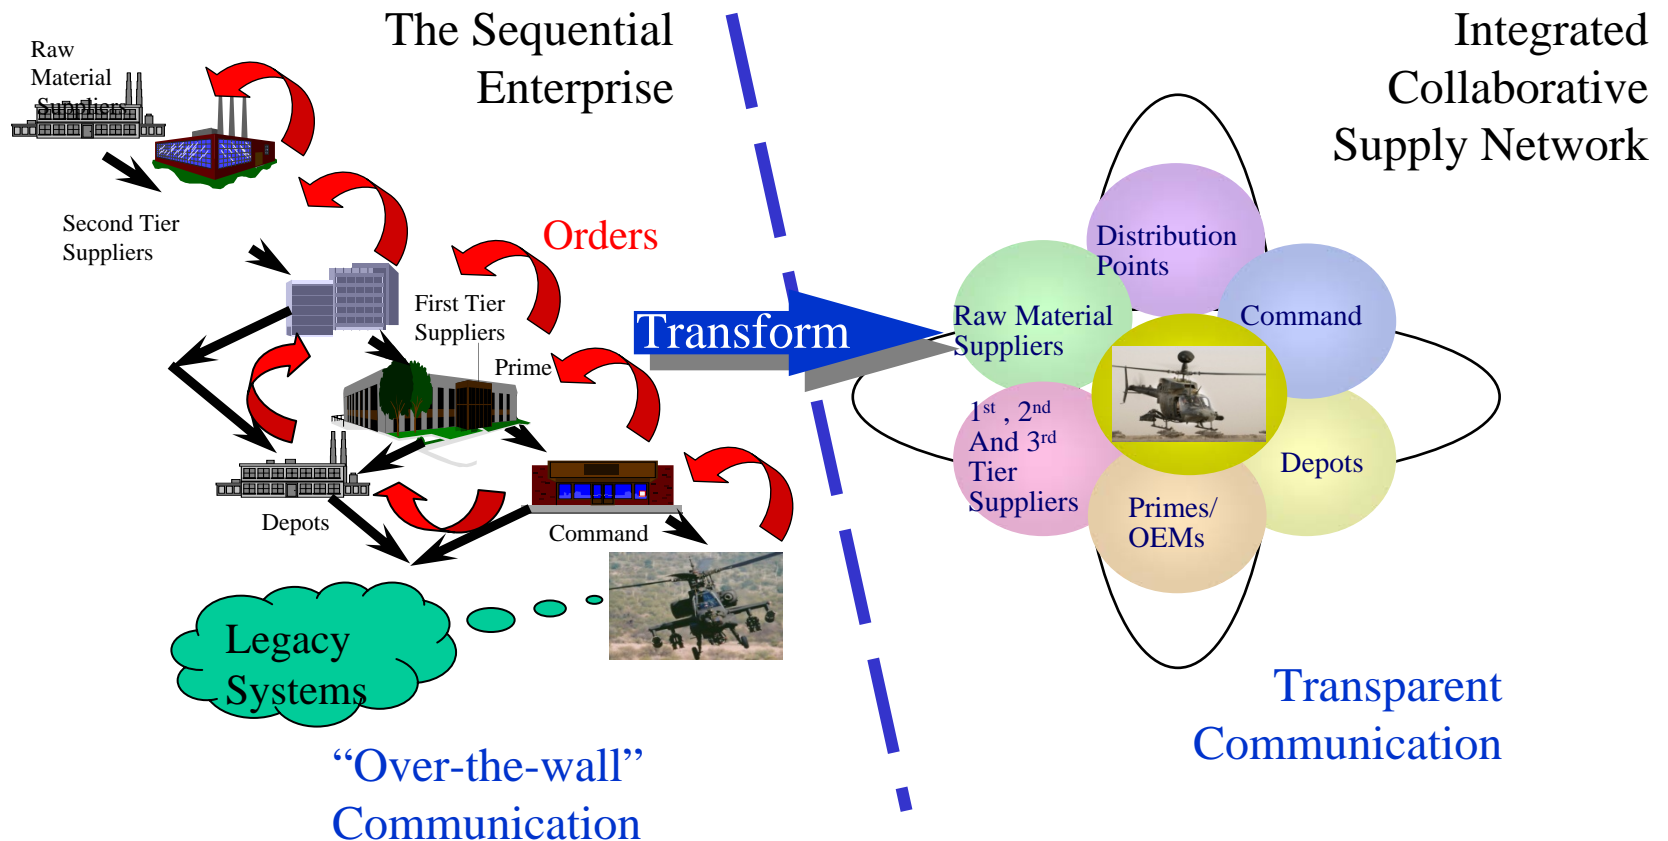 The Sequential
Enterprise
Raw
Material
Suppliers
Second Tier
Suppliers
Orders
First Tier
Suppliers
Prime
Depots
Command
Legacy
Systems
“Over-the-wall”
Communication
Transform
Integrated
Collaborative
Supply Network
Distribution
Points
Raw Material
Suppliers
Command
1st , 2nd
And 3rd
Tier
Suppliers
Depots
Primes/
OEMs
Transparent
Communication